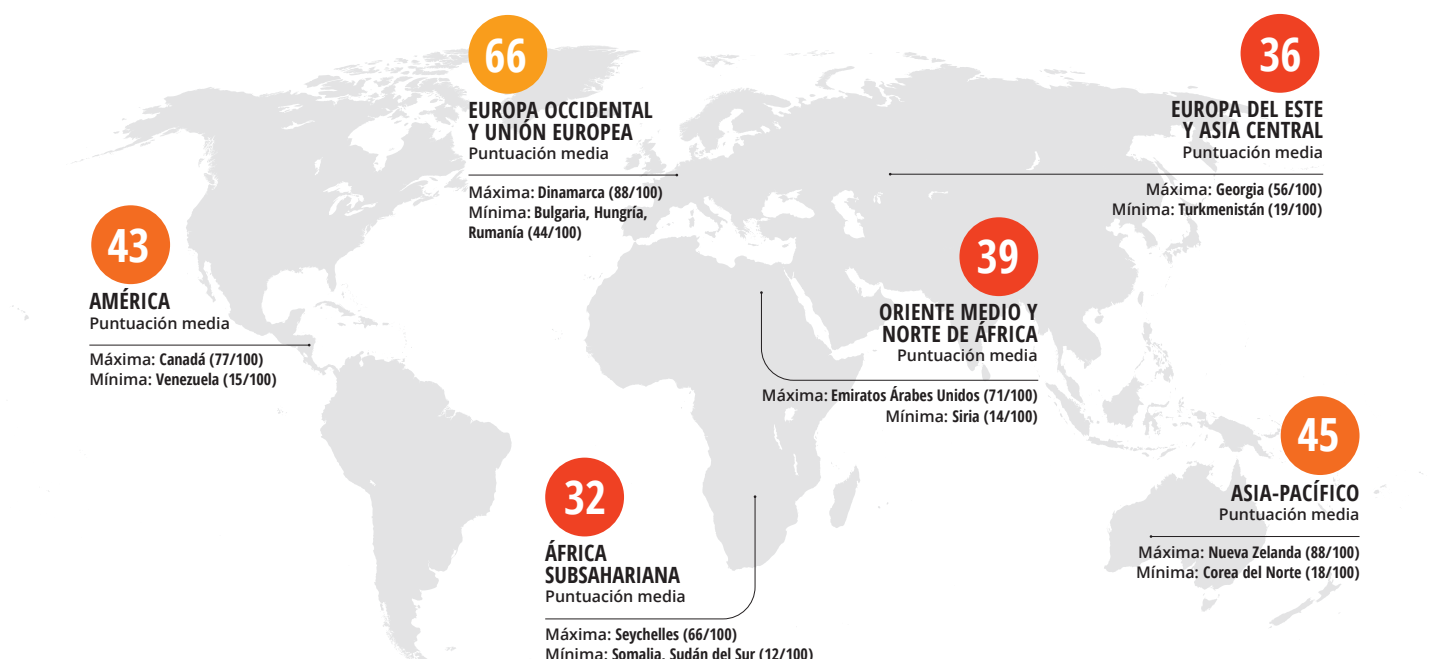 66
EUROPA OCCIDENTAL
Y UNIÓN EUROPEA
Puntuación media
Máxima: Dinamarca (88/100)
Mínima: Bulgaria, Hungría,
Rumanía (44/100)
36
EUROPA DEL ESTE
Y ASIA CENTRAL
Puntuación media
Máxima: Georgia (56/100)
Mínima: Turkmenistán (19/100)
43
AMÉRICA
Puntuación media
Máxima: Canadá (77/100)
Mínima: Venezuela (15/100)
39
ORIENTE MEDIO Y
NORTE DE ÁFRICA
Puntuación media
Máxima: Emiratos Árabes Unidos (71/100)
Mínima: Siria (14/100)
32
ÁFRICA
SUBSAHARIANA
Puntuación media
Máxima: Seychelles (66/100)
Mínima: Somalia, Sudán del Sur (12/100)
45
ASIA-PACÍFICO
Puntuación media
Máxima: Nueva Zelanda (88/100)
Mínima: Corea del Norte (18/100)